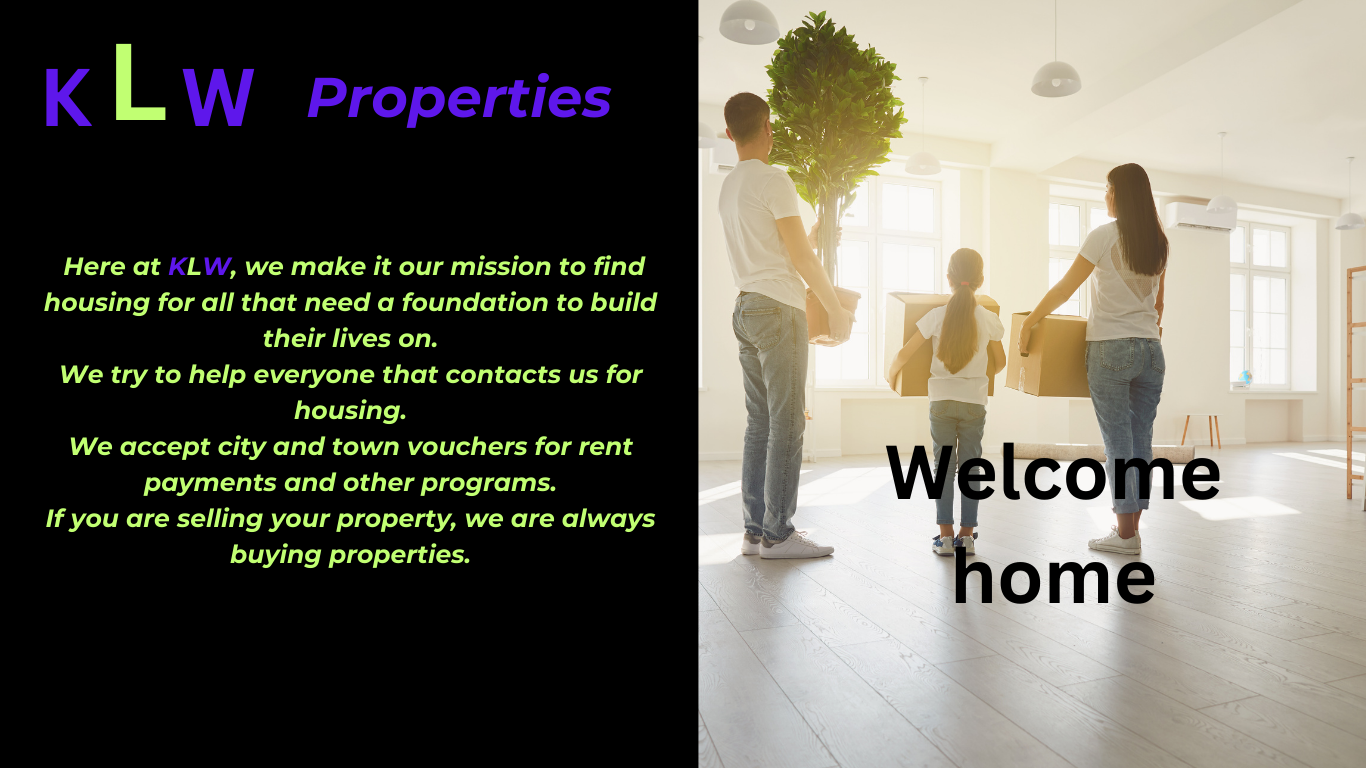 KLW Properties
Here at KLW, we make it our mission to find
housing for all that need a foundation to build
their lives on.
We try to help everyone that contacts us for
housing.
We accept city and town vouchers for rent
payments and other programs.
If you are selling your property, we are always
buying properties.
Welcome
home